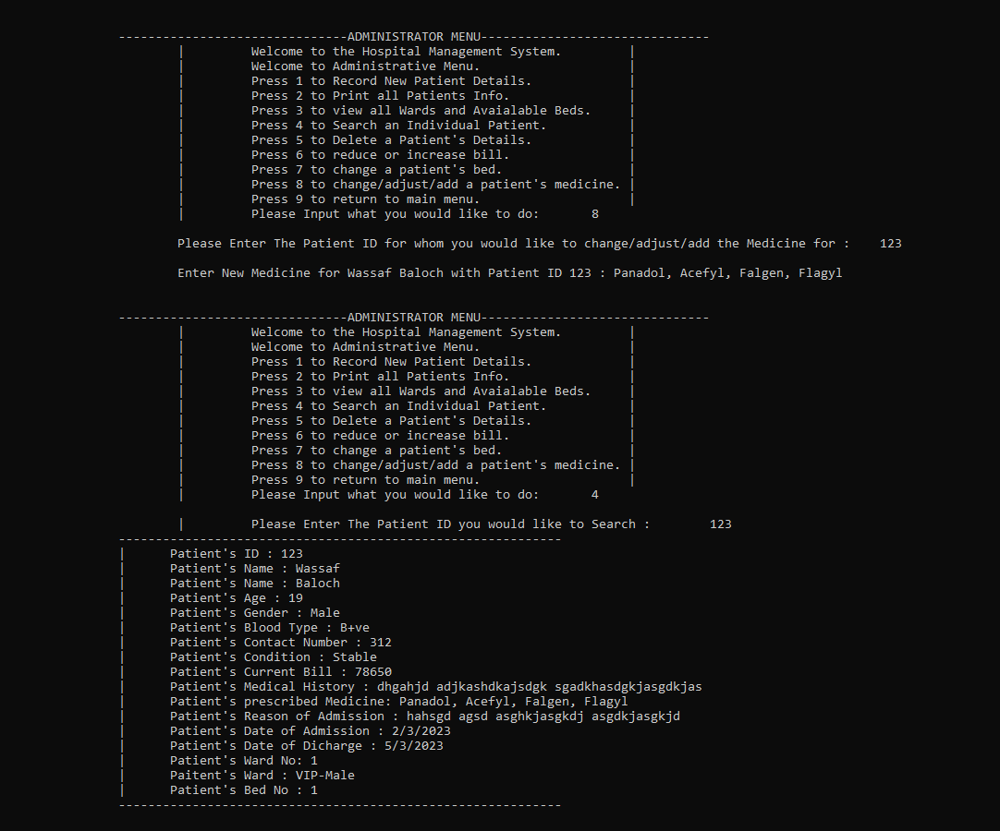 -------------------------------ADMINISTRATOR MENU-------------------------------
| Welcome to the Hospital Management System. |
| Welcome to Administrative Menu. |
| Press 1 to Record New Patient Details. |
| Press 2 to Print all Patients Info. |
| Press 3 to view all Wards and Avaialable Beds. |
| Press 4 to Search an Individual Patient. |
| Press 5 to Delete a Patient's Details. |
| Press 6 to reduce or increase bill. |
| Press 7 to change a patient's bed. |
| Press 8 to change/adjust/add a patient's medicine. |
| Press 9 to return to main menu. |
| Please Input what you would like to do: 8
Please Enter The Patient ID for whom you would like to change/adjust/add the Medicine for : 123
Enter New Medicine for Wassaf Baloch with Patient ID 123 : Panadol, Acefyl, Falgen, Flagyl
-------------------------------ADMINISTRATOR MENU-------------------------------
| Welcome to the Hospital Management System. |
| Welcome to Administrative Menu. |
| Press 1 to Record New Patient Details. |
| Press 2 to Print all Patients Info. |
| Press 3 to view all Wards and Avaialable Beds. |
| Press 4 to Search an Individual Patient. |
| Press 5 to Delete a Patient's Details. |
| Press 6 to reduce or increase bill. |
| Press 7 to change a patient's bed. |
| Press 8 to change/adjust/add a patient's medicine. |
| Press 9 to return to main menu. |
| Please Input what you would like to do: 4
| Please Enter The Patient ID you would like to Search : 123
------------------------------------------------------------
| Patient's ID : 123
| Patient's Name : Wassaf
| Patient's Name : Baloch
| Patient's Age : 19
| Patient's Gender : Male
| Patient's Blood Type : B+ve
| Patient's Contact Number : 312
| Patient's Condition : Stable
| Patient's Current Bill : 78650
| Patient's Medical History : dhgahjd adjkashdkajsdgk sgadkhasdgkjasgdkjas
| Patient's prescribed Medicine: Panadol, Acefyl, Falgen, Flagyl
| Patient's Reason of Admission : hahsgd agsd asghkjasgkdj asgdkjasgkjd
| Patient's Date of Admission : 2/3/2023
| Patient's Date of Dicharge : 5/3/2023
| Patient's Ward No: 1
| Paitent's Ward : VIP-Male
| Patient's Bed No : 1
------------------------------------------------------------